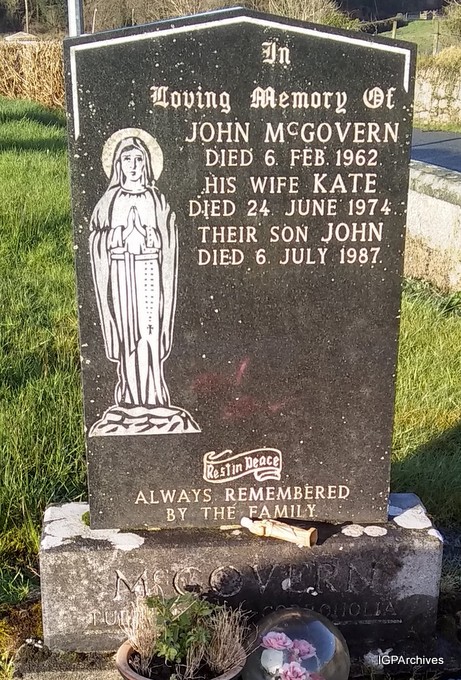 In
Loving Memory Of
JOHN McGOVERN
DIED 6. FEB. 1962.
HIS WIFE KATE
DIED 24. JUNE 1974.
THEIR SON JOHN
DIED 6. JULY 1987.
Rest in Peace
ALWAYS REMEMBERED
BY THE FAMILY.
McGOVERN
IGPArchives